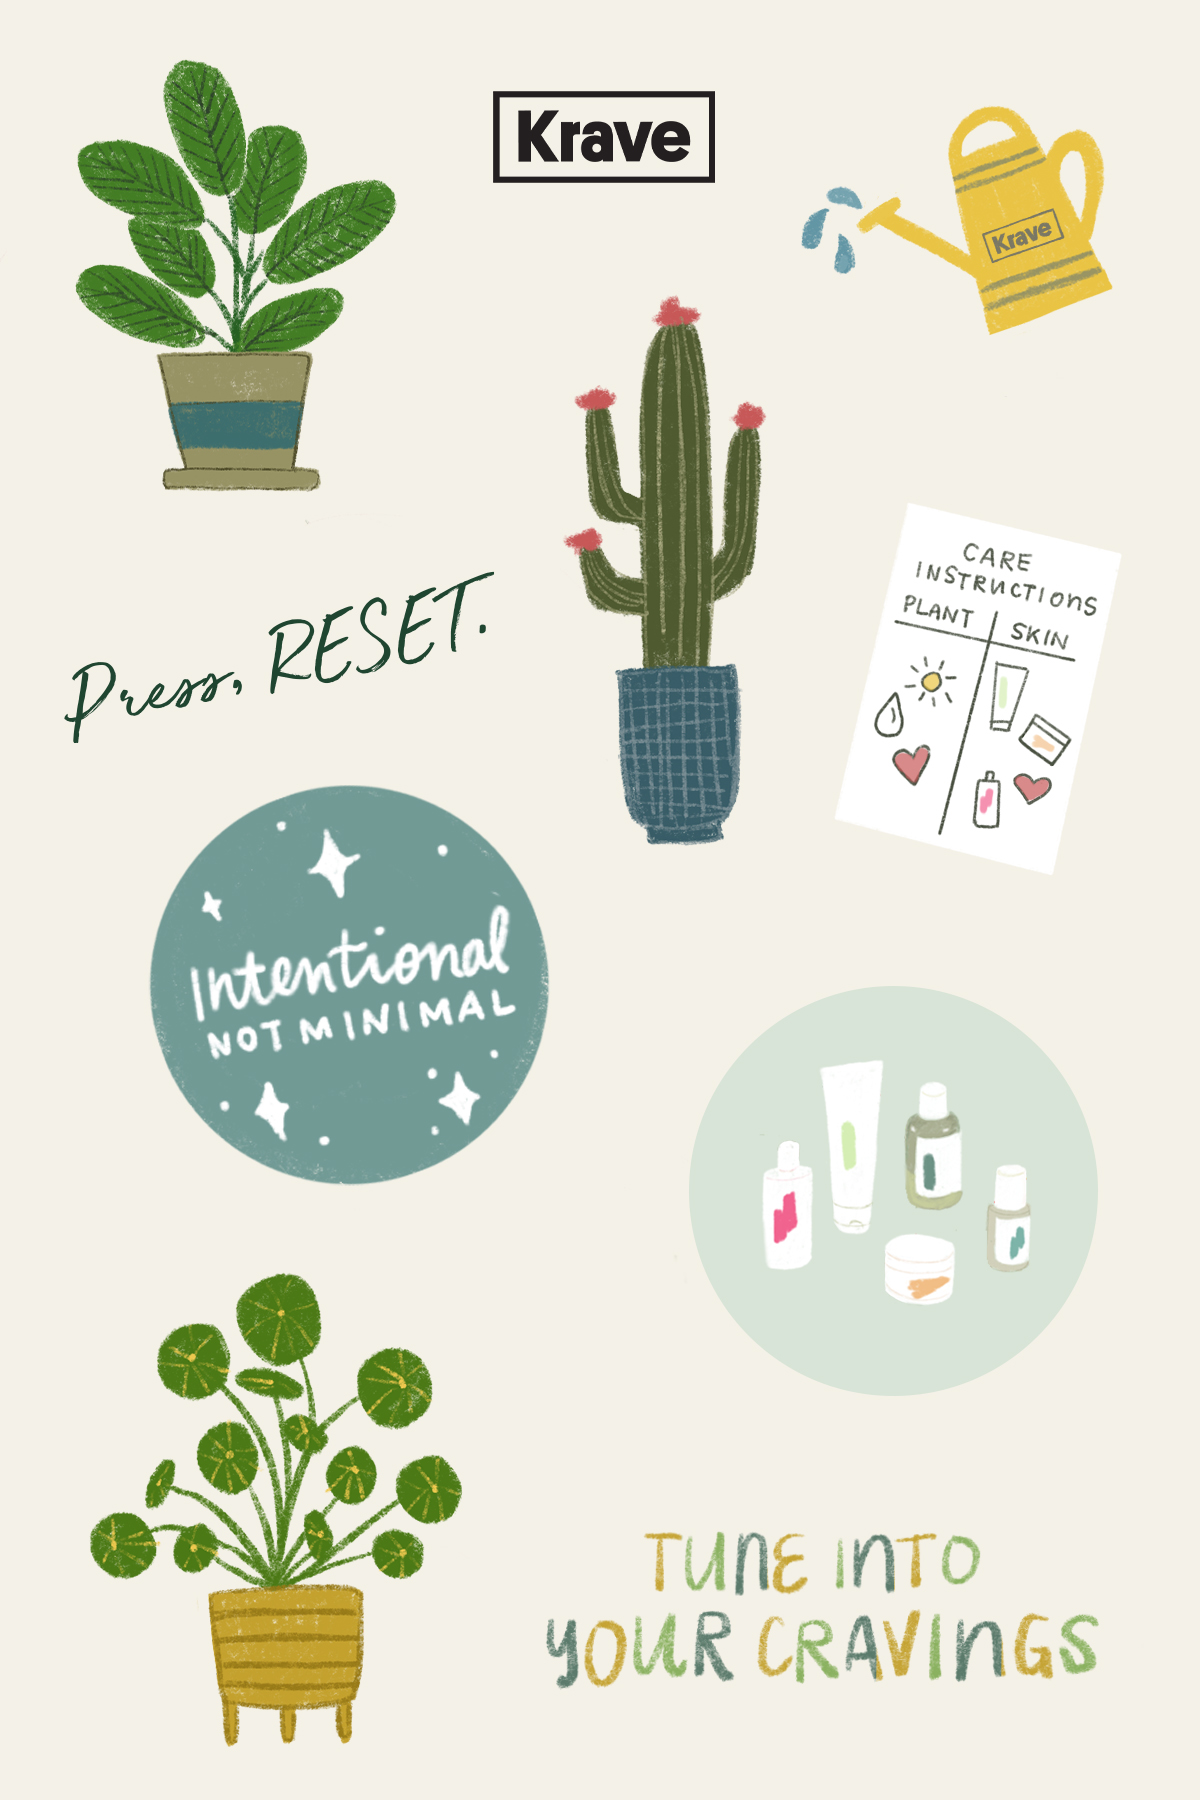 Krave
Krave
CARE
INSTRUCTIONS
PLANT
SKIN
Press, RESET.
Intentional
NOT MINIMAL
TUNE INTO
YOUR CRAVINGS